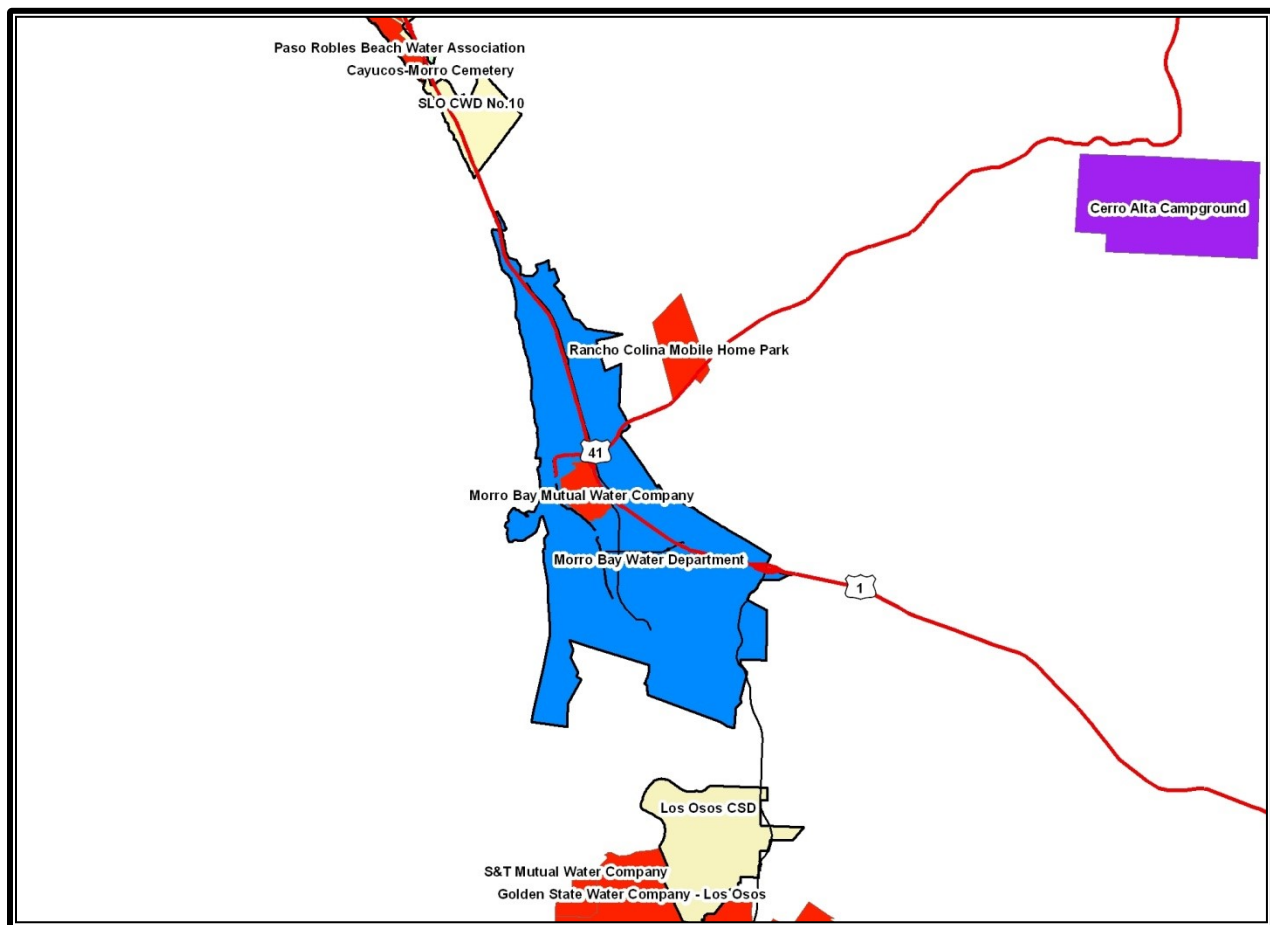 Paso Robles Beach Water Association
Cayucos-Morro Cemetery
SLO CWD No.10
Cerro Alta Campground
Rancho Colina Mobile Home Park
41
Morro Bay Mutual Water Company
Morro Bay Water Department
1
Los Osos CSD
S&T Mutual Water Company
Golden State Water Company - Los Osos